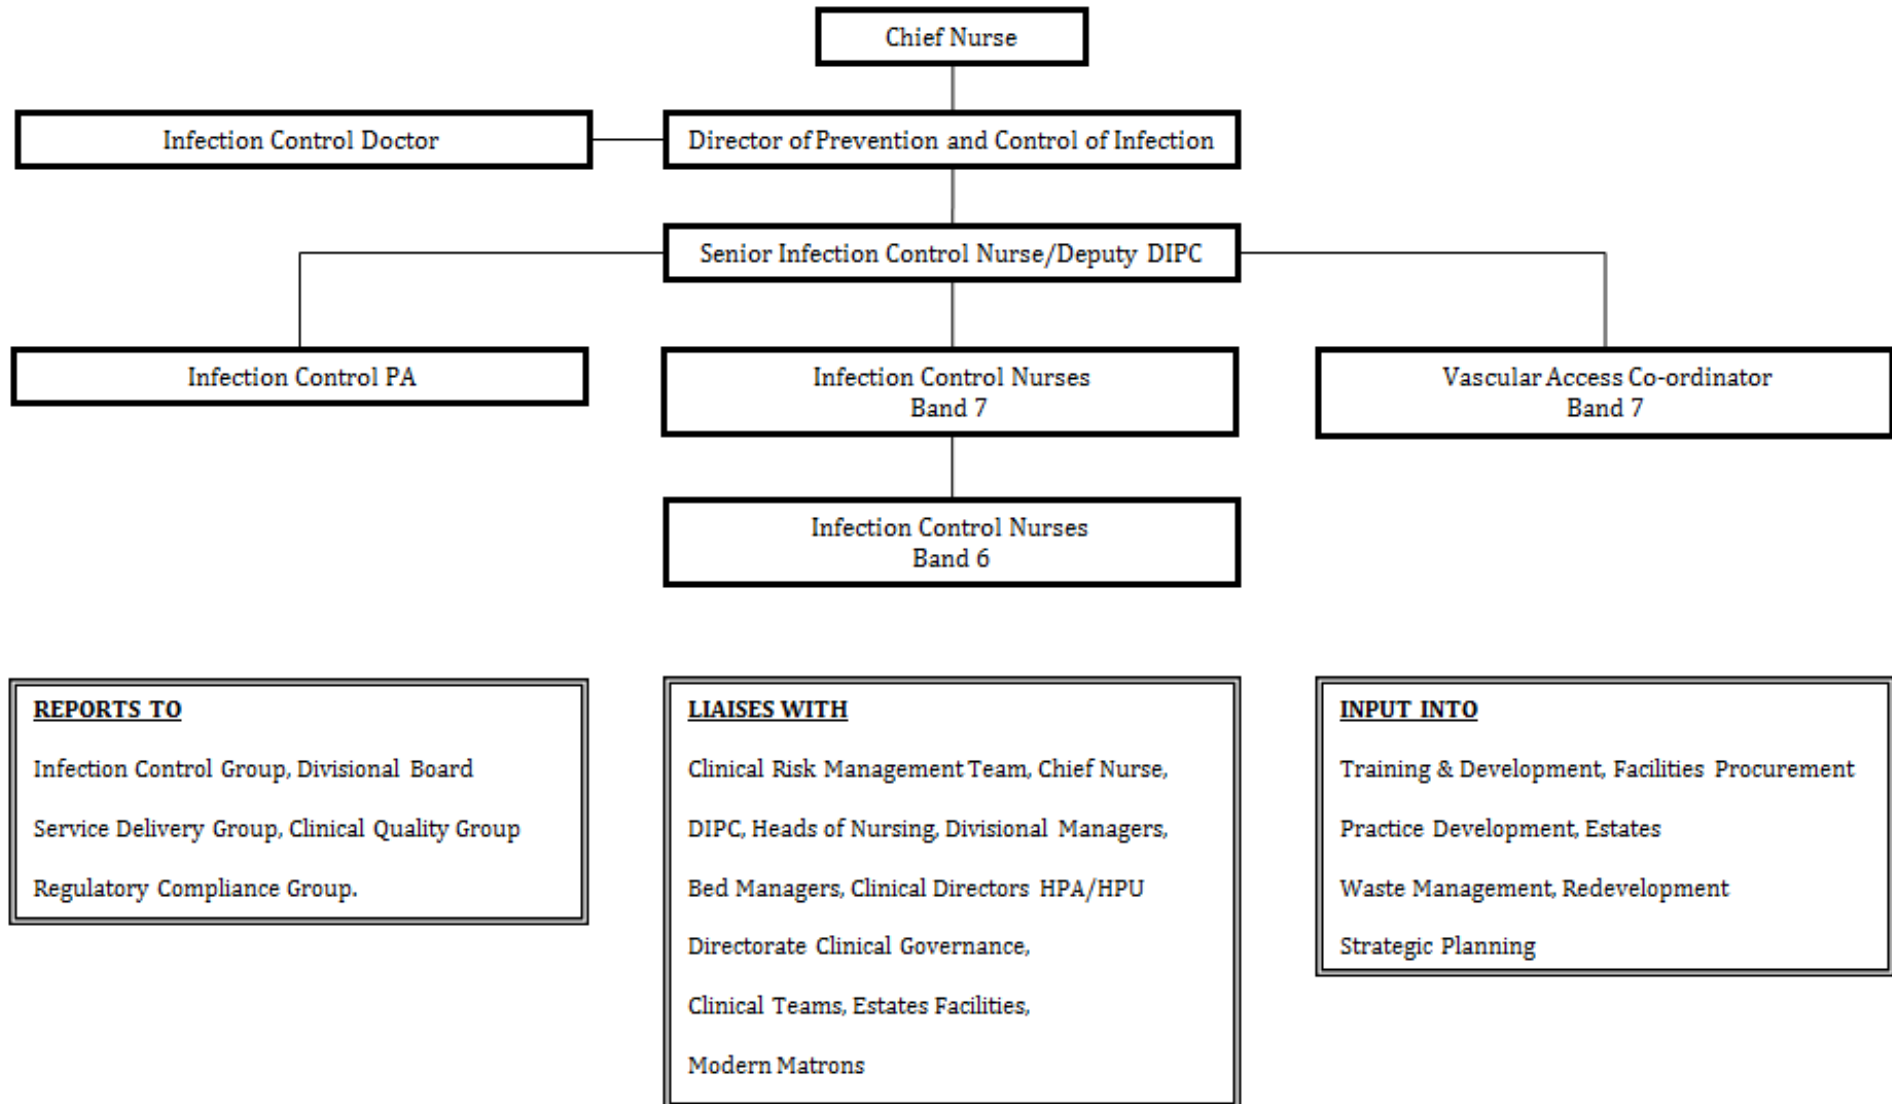 Chief Nurse
Infection Control Doctor
Director of Prevention and Control of Infection
Senior Infection Control Nurse/Deputy DIPC
Infection Control PA
Infection Control Nurses
Band 7
Vascular Access Co-ordinator
Band 7
Infection Control Nurses
Band 6
REPORTS TO
Infection Control Group, Divisional Board
Service Delivery Group, Clinical Quality Group
Regulatory Compliance Group.
LIAISES WITH
Clinical Risk Management Team, Chief Nurse,
DIPC, Heads of Nursing, Divisional Managers,
Bed Managers, Clinical Directors HPA/HPU
Directorate Clinical Governance,
Clinical Teams, Estates Facilities,
Modern Matrons
INPUT INTO
Training & Development, Facilities Procurement
Practice Development, Estates
Waste Management, Redevelopment
Strategic Planning